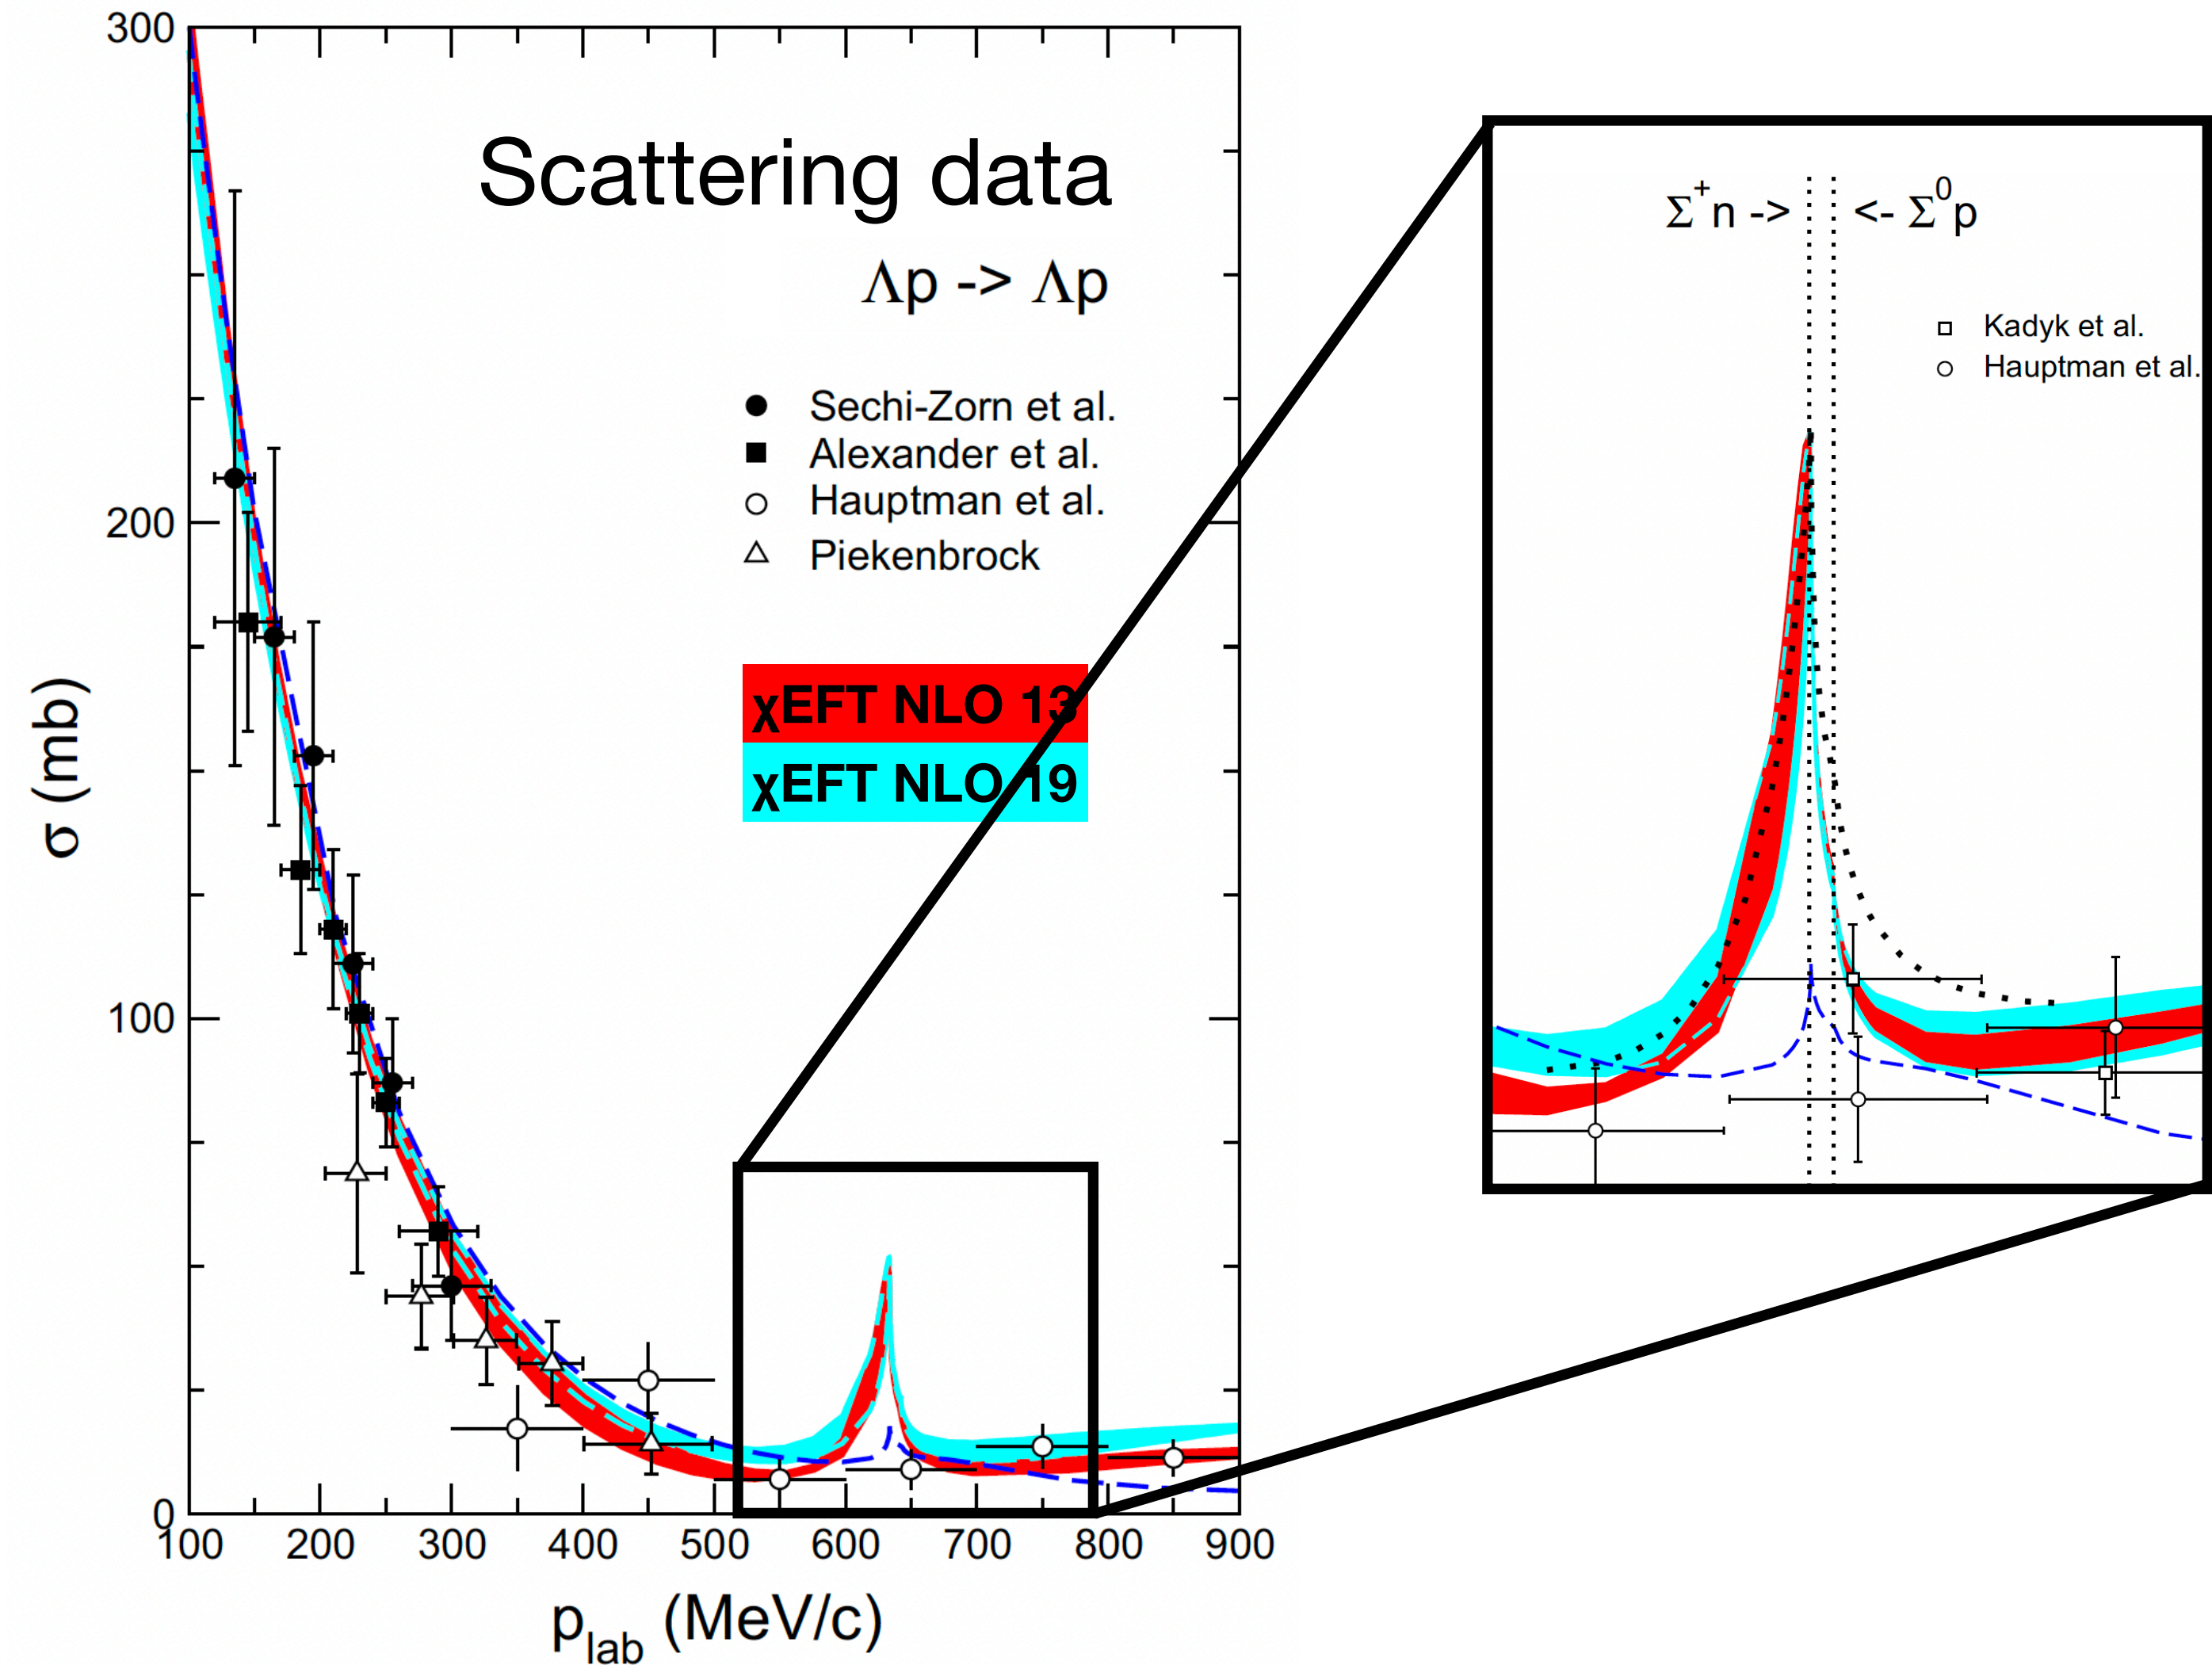 Scattering data
Λp -> Λp
Sechi-Zorn et al.
Alexander et al.
Hauptman et al.
Piekenbrock
χEFT NLO 13
χEFT NLO 19
σ (mb)
300
200
100
0
100 200 300 400 500 600 700 800 900
p_lab (MeV/c)
Σ⁺n -> <- Σ⁰p
Kadyk et al.
Hauptman et al.